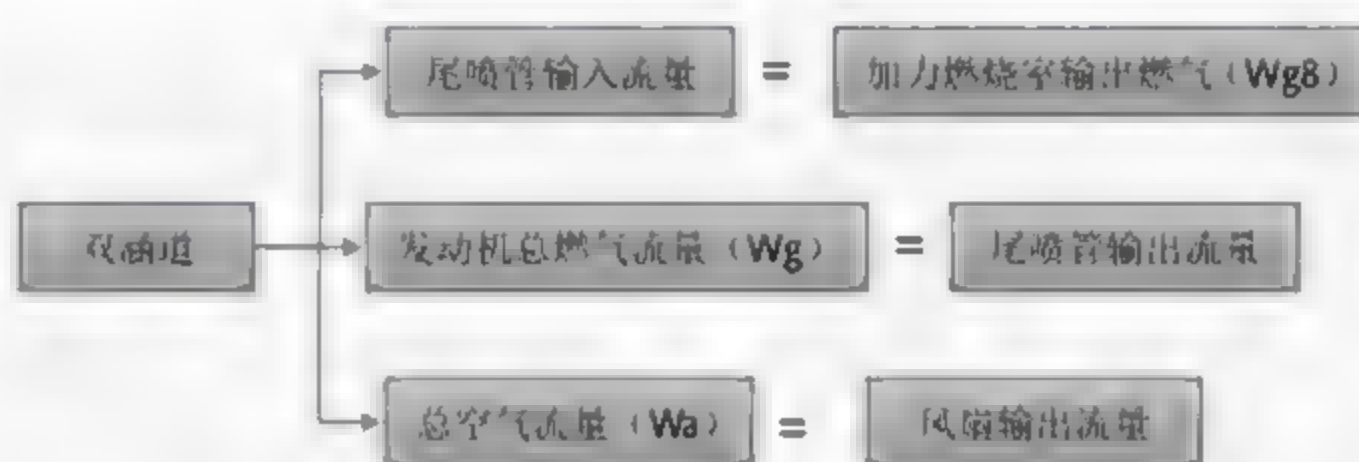 尾喷管输入流量 = 加力燃烧室输出燃气（Wg8）
双涵道 发动机总燃气流量（Wg） = 尾喷管输出流量
总空气流量（Wa） = 风扇输出流量